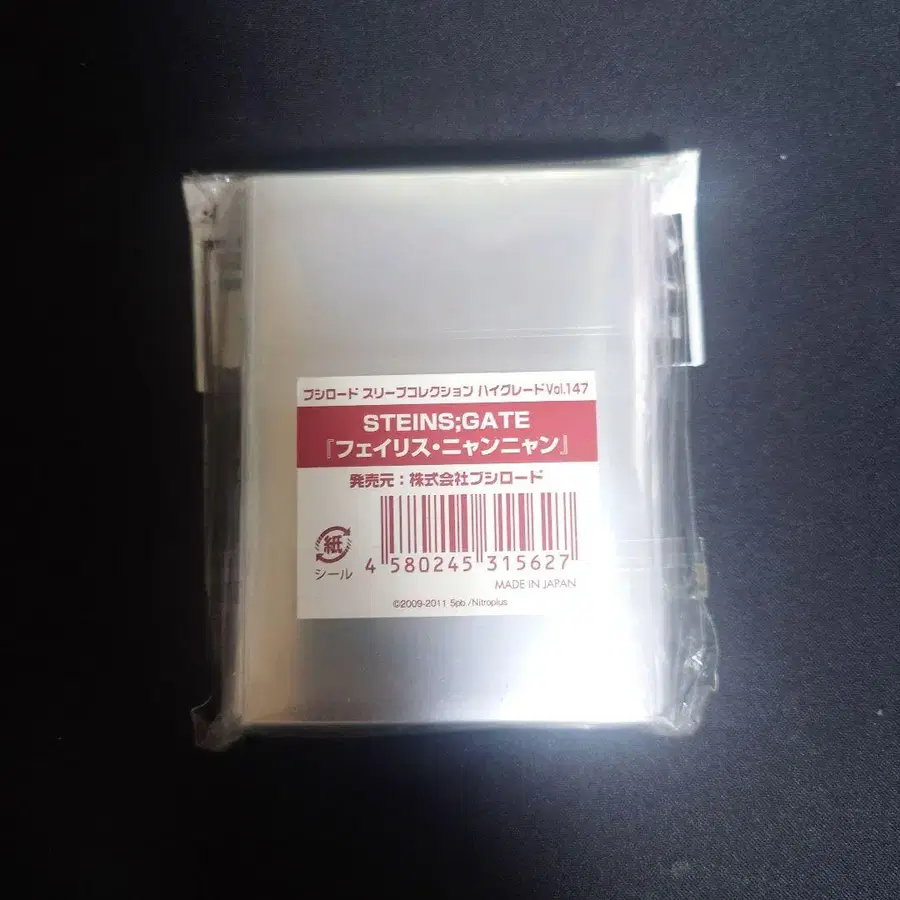 ブシロード スリーブコレクション ハイグレードVol.147
STEINS;GATE
『フェイリス・ニャンニャン』
発売元：株式会社ブシロード
紙
シール
4 580245 315627
MADE IN JAPAN
©2009-2011 5pb./Nitroplus